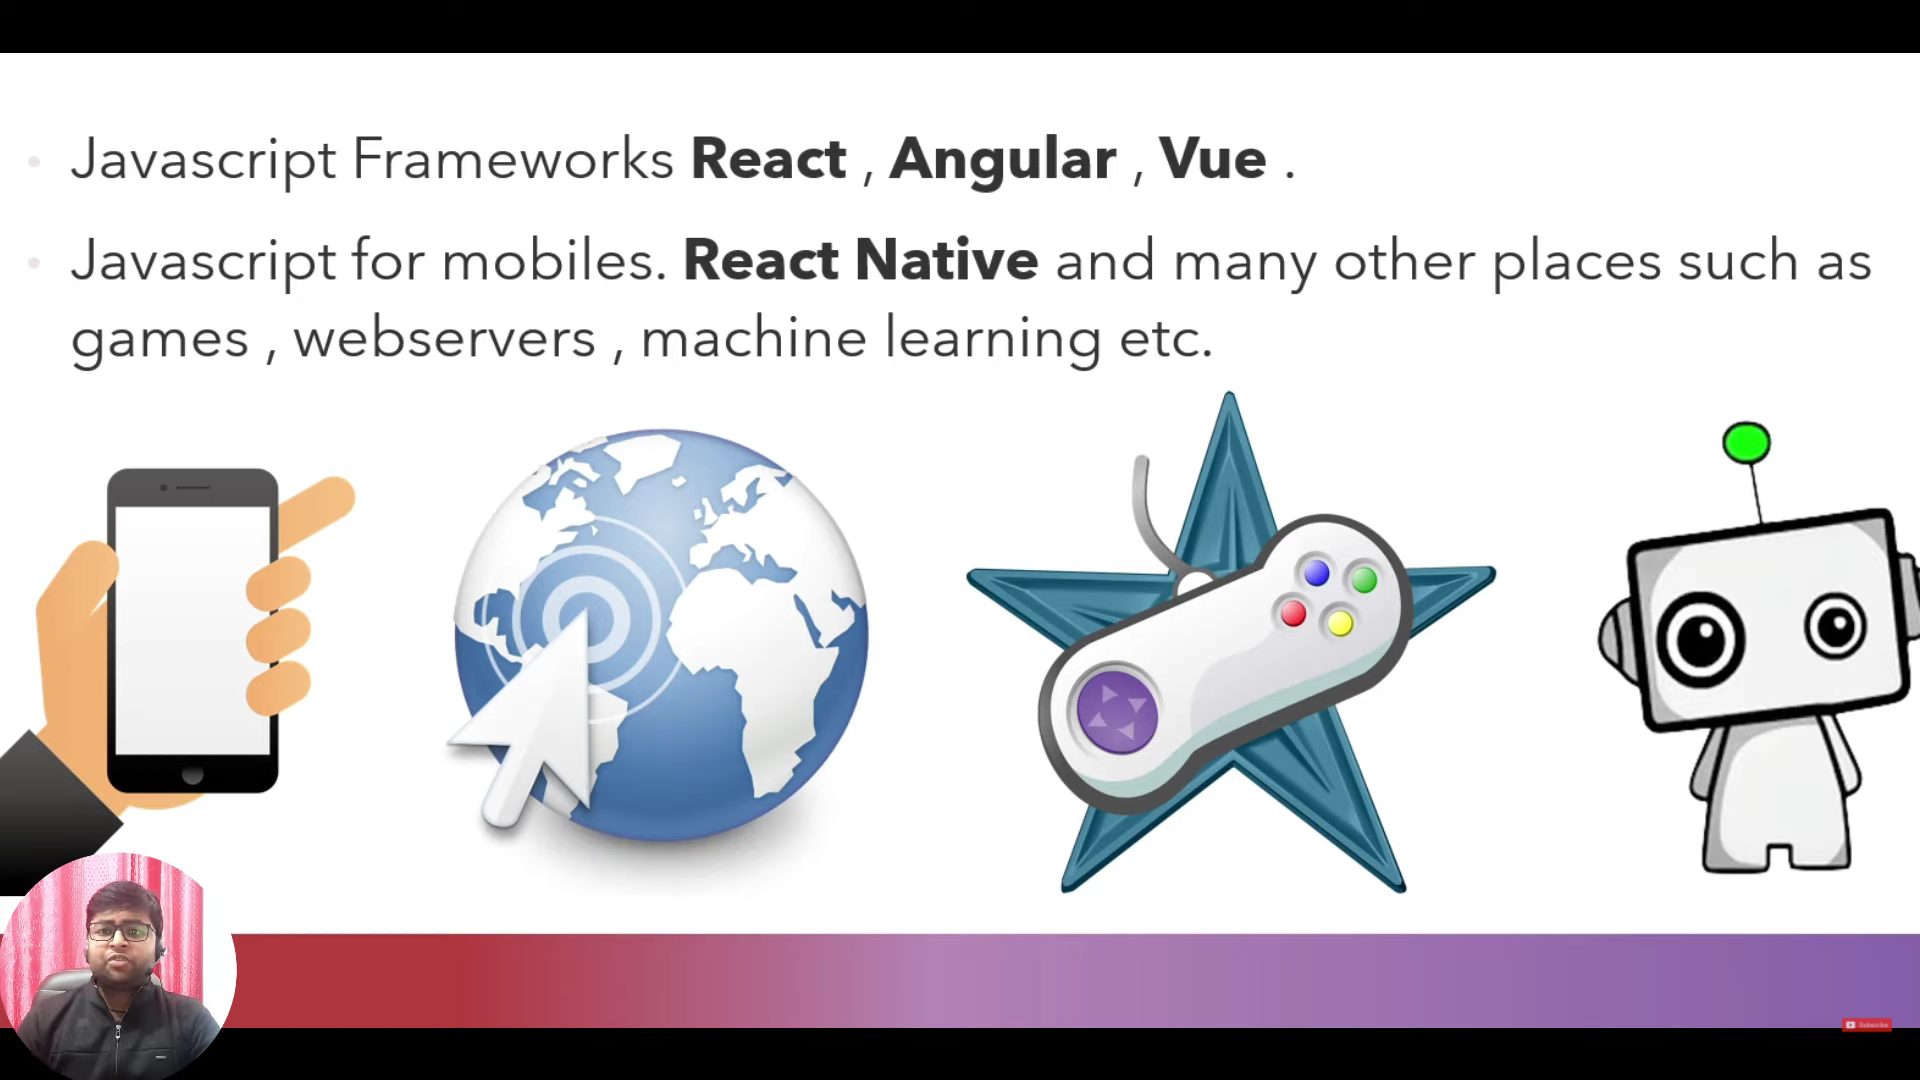 Javascript Frameworks React , Angular , Vue .
Javascript for mobiles. React Native and many other places such as
games , webservers , machine learning etc.
Subscribe